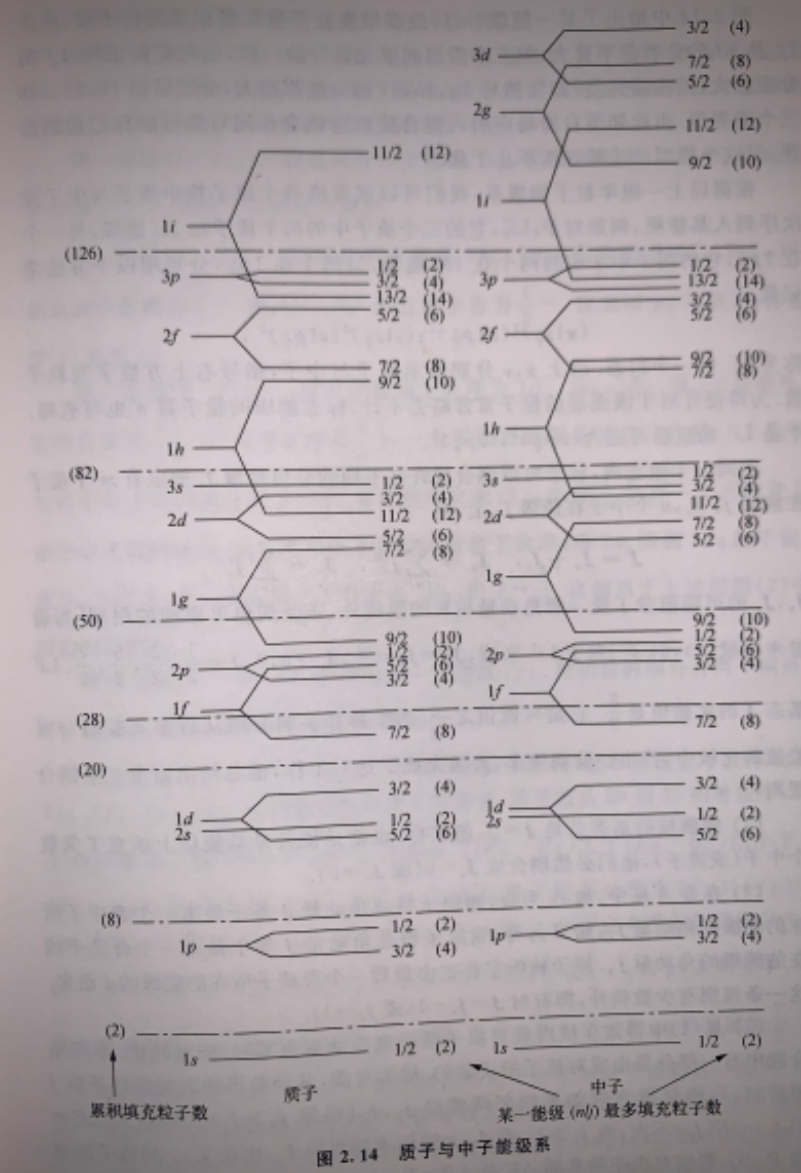 3/2 (4)
3d
7/2 (8)
5/2 (6)
2g
11/2 (12)
11/2 (12)
9/2 (10)
1i
1i
(126)
1/2 (2) 1/2 (2)
3p 3/2 (4) 3p 13/2 (14)
13/2 (14) 3/2 (4)
5/2 (6) 5/2 (6)
2f 2f
7/2 (8) 9/2 (10)
9/2 (10) 7/2 (8)
1h 1h
(82)
3s 1/2 (2) 3s 1/2 (2)
3/2 (4) 3/2 (4)
2d 11/2 (12) 2d 11/2 (12)
5/2 (6) 7/2 (8)
7/2 (8) 5/2 (6)
1g 1g
(50)
9/2 (10) 9/2 (10)
1/2 (2) 1/2 (2)
2p 5/2 (6) 2p 5/2 (6)
3/2 (4) 3/2 (4)
1f 1f
(28)
7/2 (8) 7/2 (8)
(20)
3/2 (4) 3/2 (4)
1d 1/2 (2) 1d 1/2 (2)
2s 5/2 (6) 2s 5/2 (6)
(8)
1/2 (2) 1/2 (2)
1p 3/2 (4) 1p 3/2 (4)
(2)
1s 1/2 (2) 1s 1/2 (2)
质子 中子
累积填充粒子数 某一能级 (nlj) 最多填充粒子数
图 2.14 质子与中子能级系